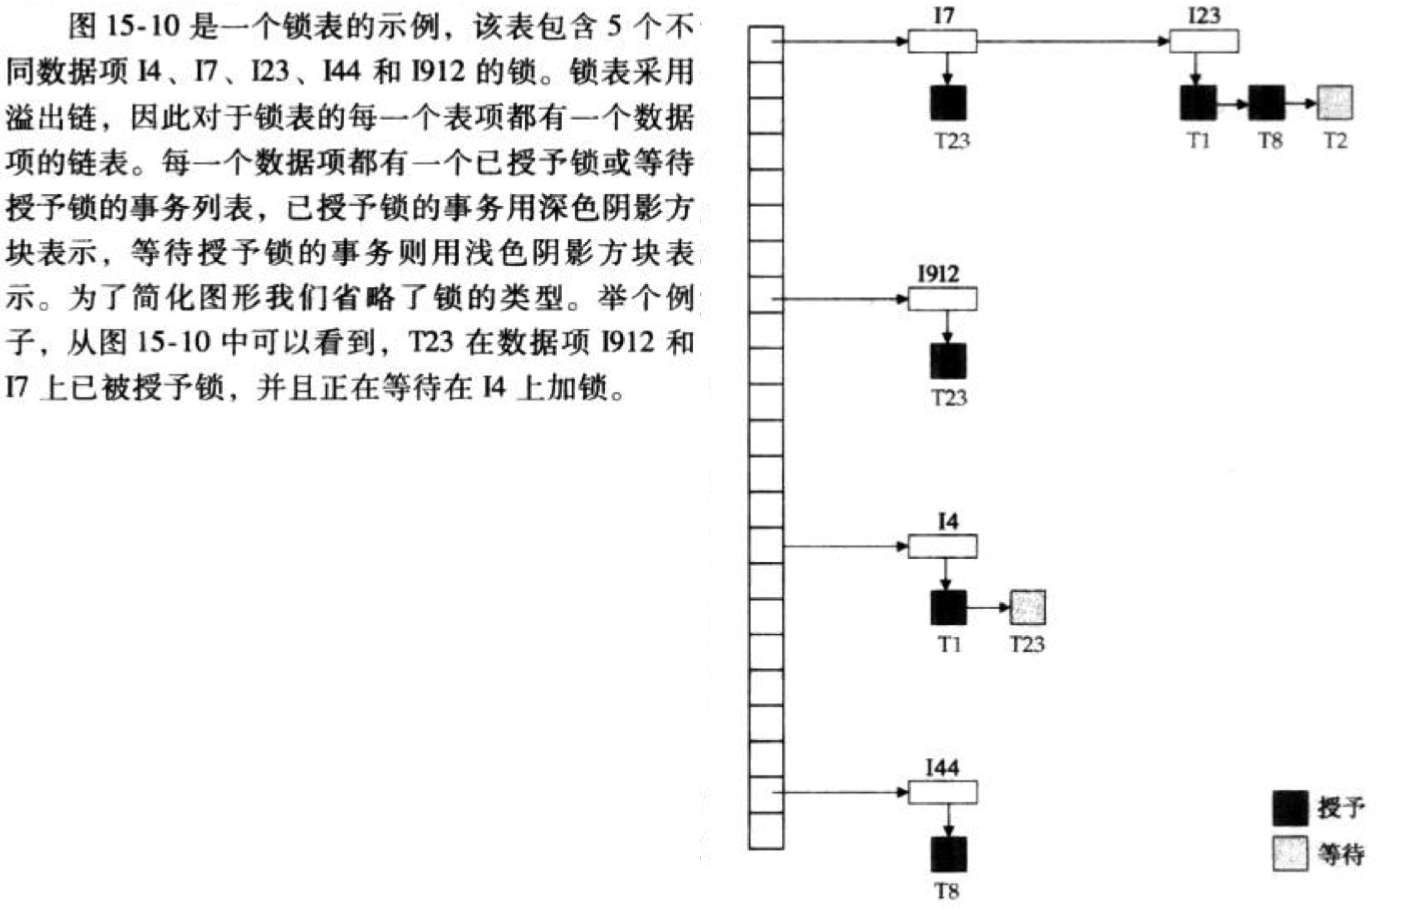 图 15-10 是一个锁表的示例，该表包含 5 个不
同数据项 I4、I7、I23、I44 和 I912 的锁。锁表采用
溢出链，因此对于锁表的每一个表项都有一个数据
项的链表。每一个数据项都有一个已授予锁或等待
授予锁的事务列表，已授予锁的事务用深色阴影方
块表示，等待授予锁的事务则用浅色阴影方块表
示。为了简化图形我们省略了锁的类型。举个例
子，从图 15-10 中可以看到，T23 在数据项 I912 和
I7 上已被授予锁，并且正在等待在 I4 上加锁。
I7 I23
T23 T1 T8 T2
I912
T23
I4
T1 T23
I44
T8
授予
等待